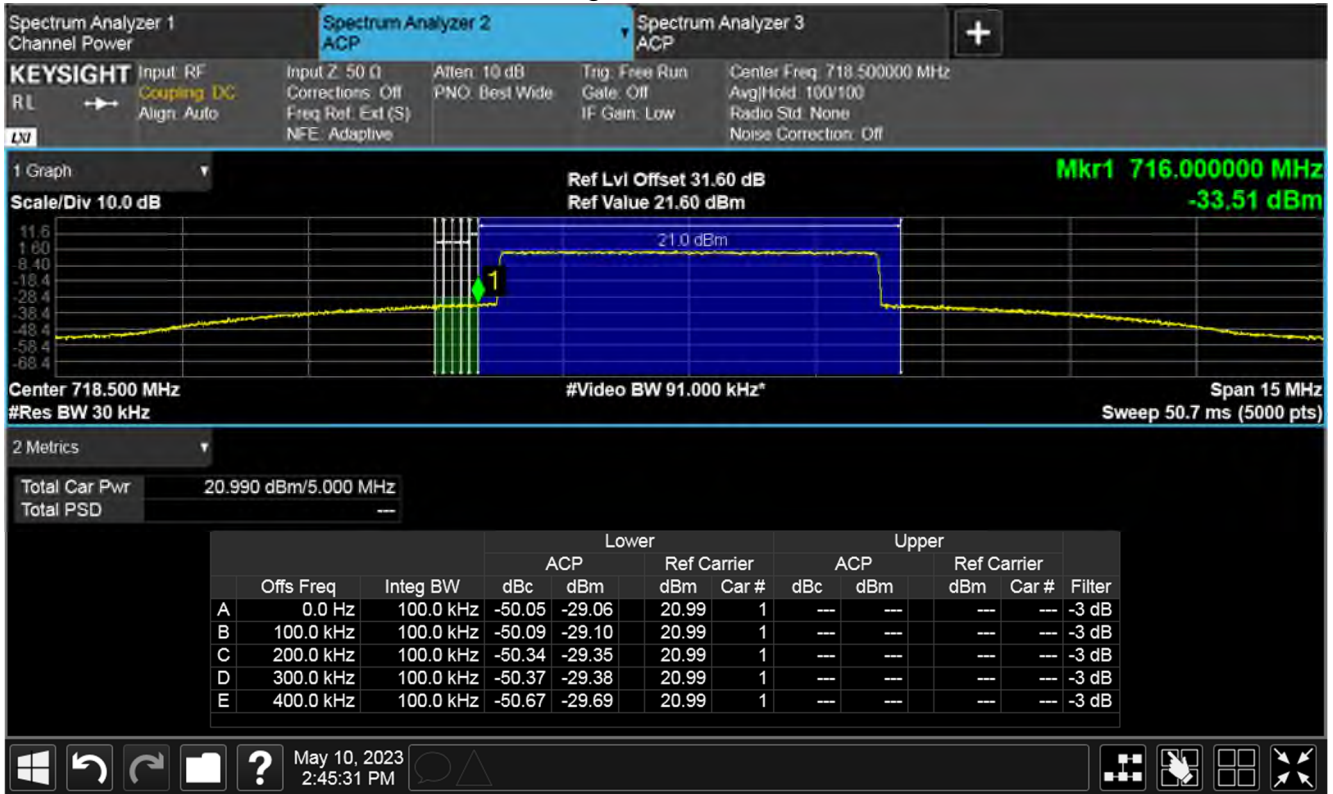 Spectrum Analyzer 1
Channel Power
Spectrum Analyzer 2
ACP
Spectrum Analyzer 3
ACP
KEYSIGHT
RL
LXI
Input: RF
Coupling: DC
Align: Auto
Input Z: 50 Ω
Corrections: Off
Freq Ref: Ext (S)
NFE: Adaptive
Atten: 10 dB
PNO: Best Wide
Trig: Free Run
Gate: Off
IF Gain: Low
Center Freq: 718.500000 MHz
Avg|Hold: 100/100
Radio Std: None
Noise Correction: Off
1 Graph
Scale/Div 10.0 dB
Ref Lvl Offset 31.60 dB
Ref Value 21.60 dBm
Mkr1 716.000000 MHz
-33.51 dBm
11.6
1.60
-8.40
-18.4
-28.4
-38.4
-48.4
-58.4
-68.4
21.0 dBm
1
Center 718.500 MHz
#Res BW 30 kHz
#Video BW 91.000 kHz*
Span 15 MHz
Sweep 50.7 ms (5000 pts)
2 Metrics
Total Car Pwr 20.990 dBm/5.000 MHz
Total PSD ---
Lower Upper
ACP Ref Carrier ACP Ref Carrier
Offs Freq Integ BW dBc dBm dBm Car # dBc dBm dBm Car # Filter
A 0.0 Hz 100.0 kHz -50.05 -29.06 20.99 1 --- --- --- --- -3 dB
B 100.0 kHz 100.0 kHz -50.09 -29.10 20.99 1 --- --- --- --- -3 dB
C 200.0 kHz 100.0 kHz -50.34 -29.35 20.99 1 --- --- --- --- -3 dB
D 300.0 kHz 100.0 kHz -50.37 -29.38 20.99 1 --- --- --- --- -3 dB
E 400.0 kHz 100.0 kHz -50.67 -29.69 20.99 1 --- --- --- --- -3 dB
?
May 10, 2023
2:45:31 PM